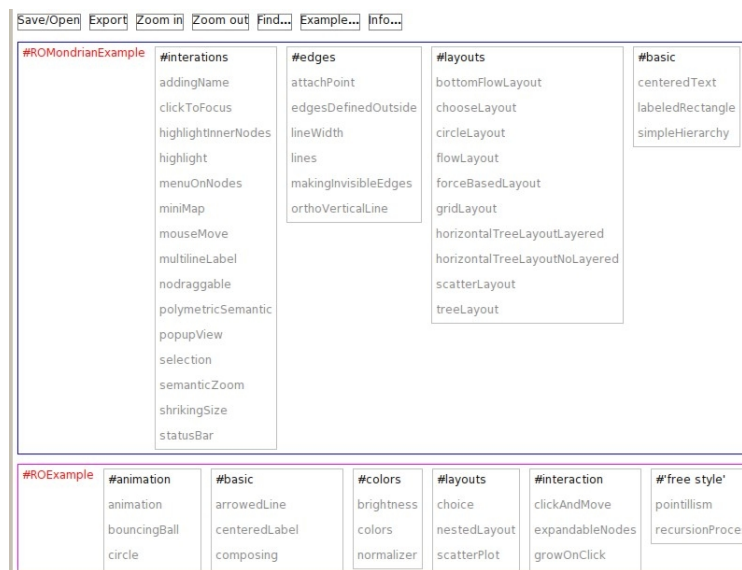 Save/Open Export Zoom in Zoom out Find... Example... Info...
#ROMondrianExample
#interations
addingName
clickToFocus
highlightInnerNodes
highlight
menuOnNodes
miniMap
mouseMove
multilineLabel
nodraggable
polymetricSemantic
popupView
selection
semanticZoom
shrikingSize
statusBar
#edges
attachPoint
edgesDefinedOutside
lineWidth
lines
makingInvisibleEdges
orthoVerticalLine
#layouts
bottomFlowLayout
chooseLayout
circleLayout
flowLayout
forceBasedLayout
gridLayout
horizontalTreeLayoutLayered
horizontalTreeLayoutNoLayered
scatterLayout
treeLayout
#basic
centeredText
labeledRectangle
simpleHierarchy
#ROExample
#animation
animation
bouncingBall
circle
#basic
arrowedLine
centeredLabel
composing
#colors
brightness
colors
normalizer
#layouts
choice
nestedLayout
scatterPlot
#interaction
clickAndMove
expandableNodes
growOnClick
#'free style'
pointillism
recursionProce